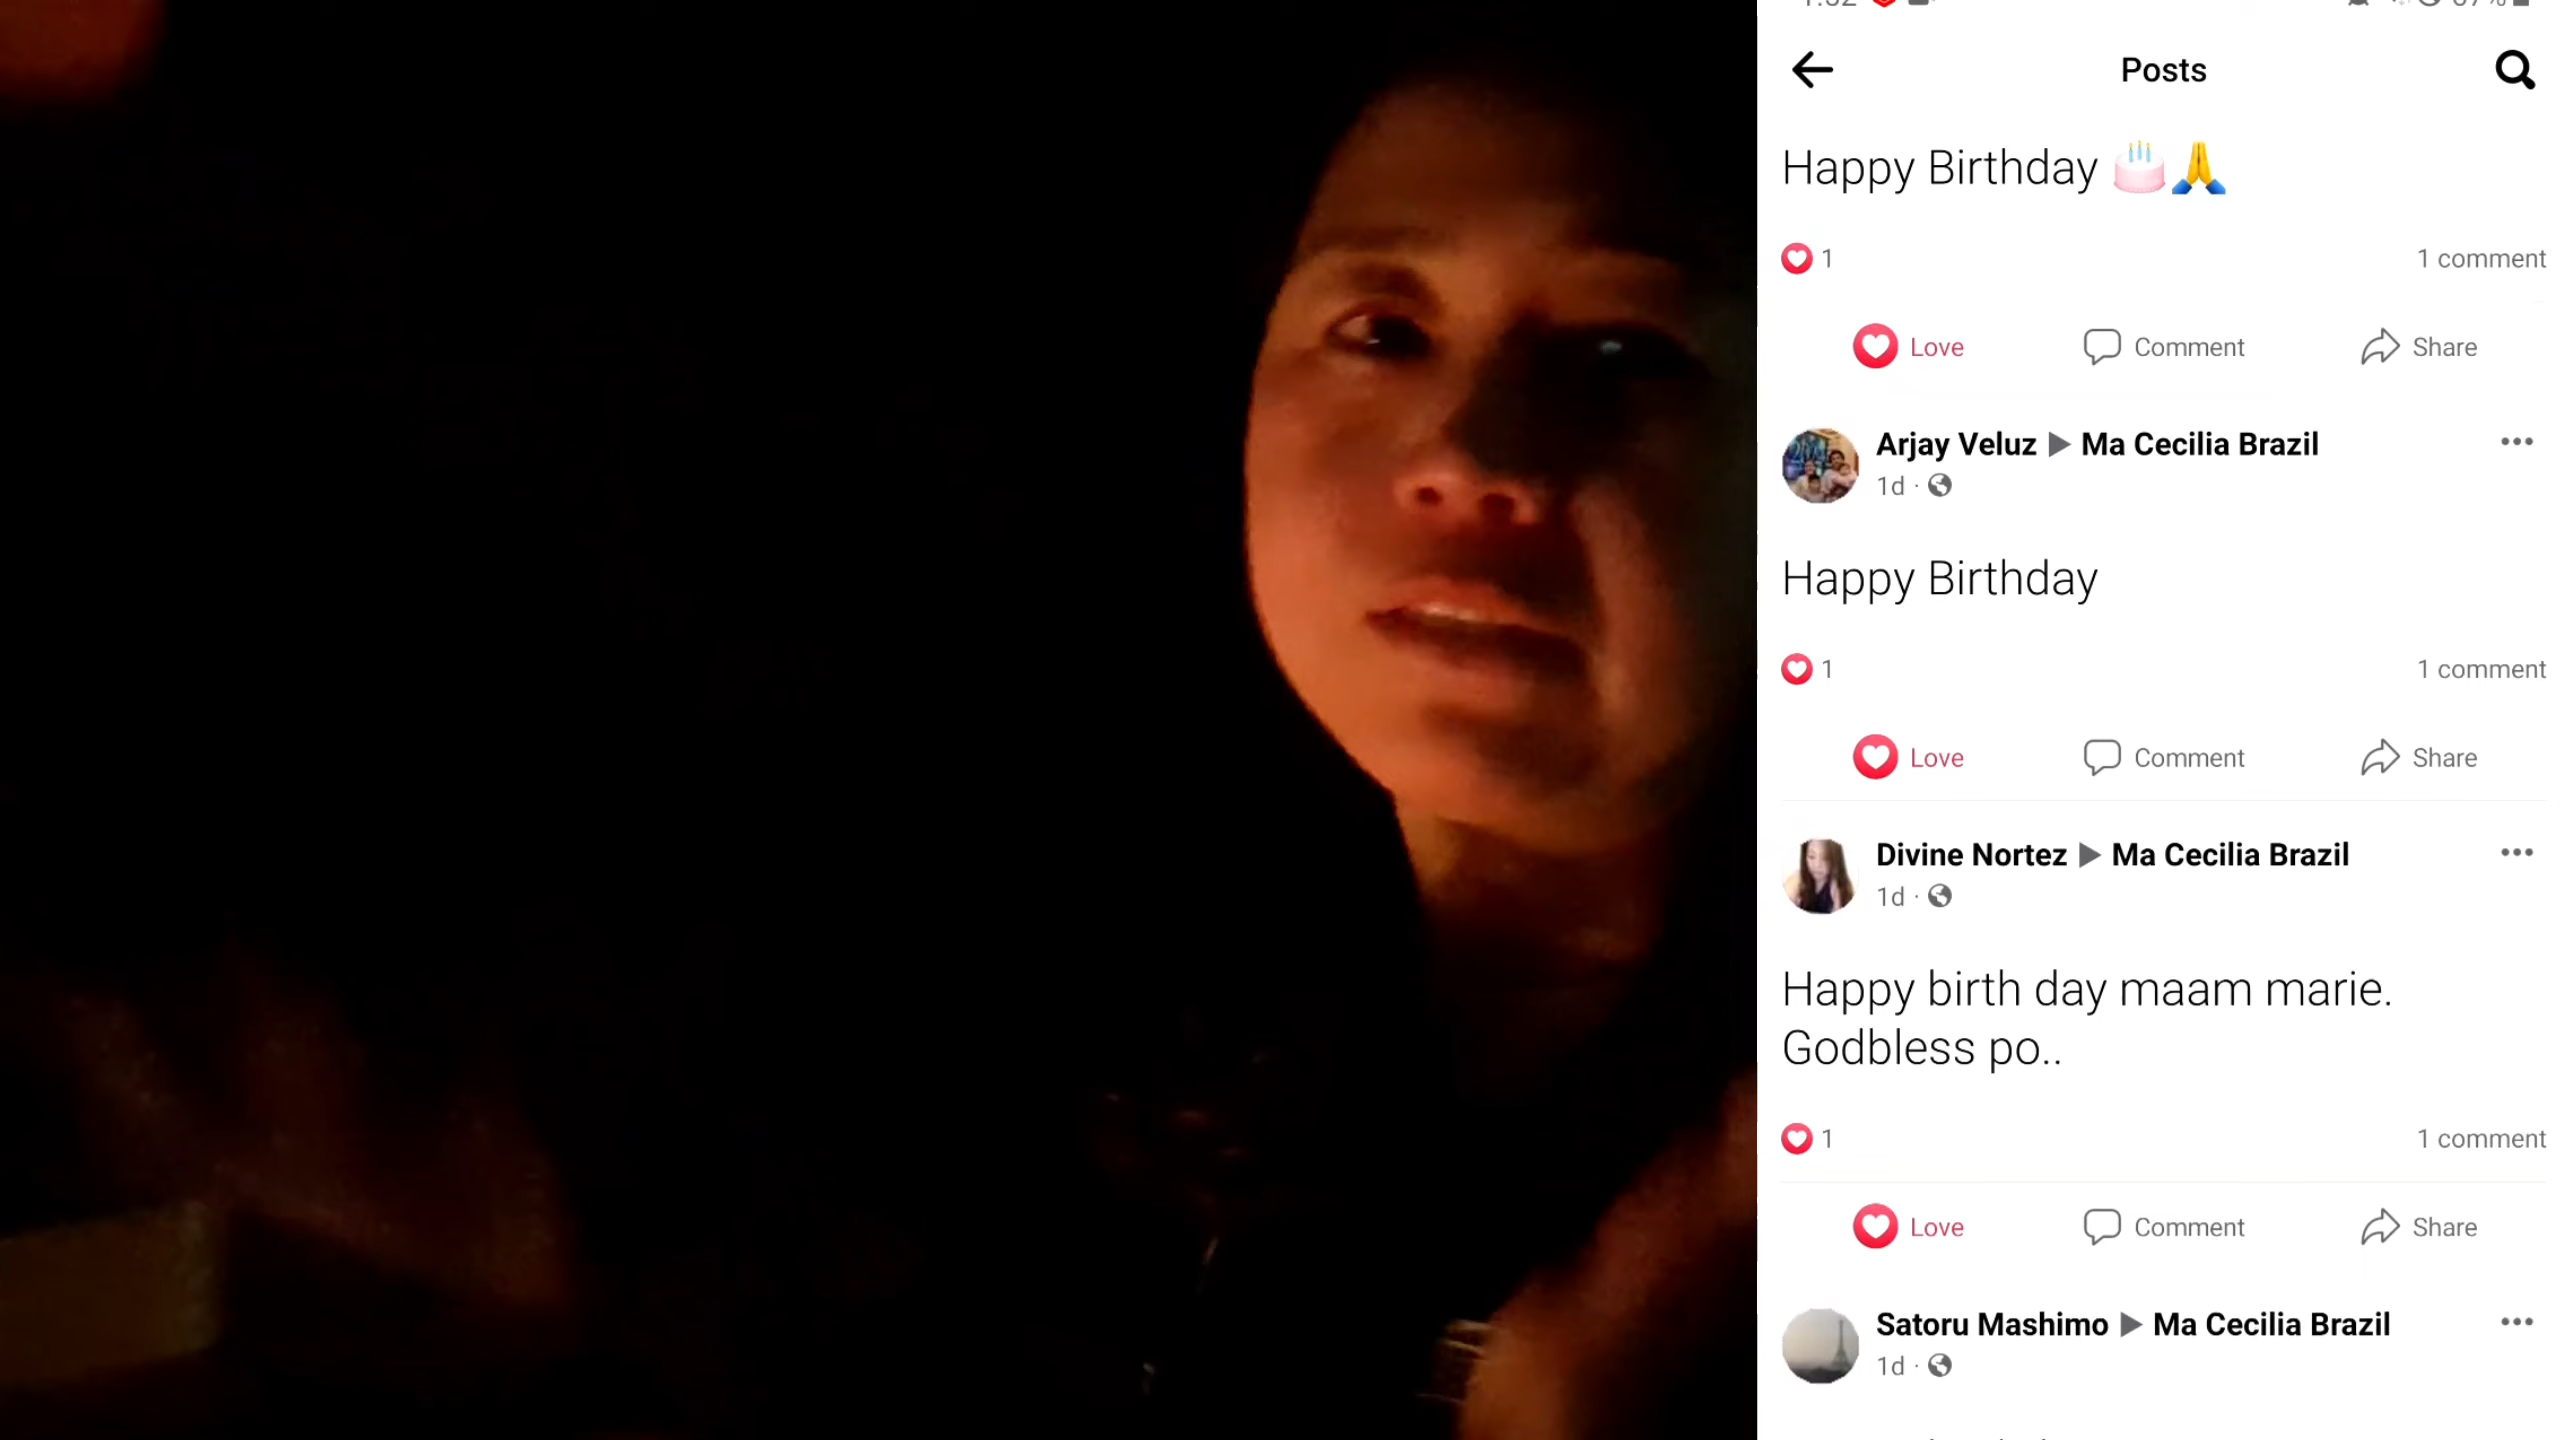 Posts
Happy Birthday 🎂🙏
1
1 comment
Love
Comment
Share
Arjay Veluz ▶ Ma Cecilia Brazil
1d ·
Happy Birthday
1
1 comment
Love
Comment
Share
Divine Nortez ▶ Ma Cecilia Brazil
1d ·
Happy birth day maam marie.
Godbless po..
1
1 comment
Love
Comment
Share
Satoru Mashimo ▶ Ma Cecilia Brazil
1d ·